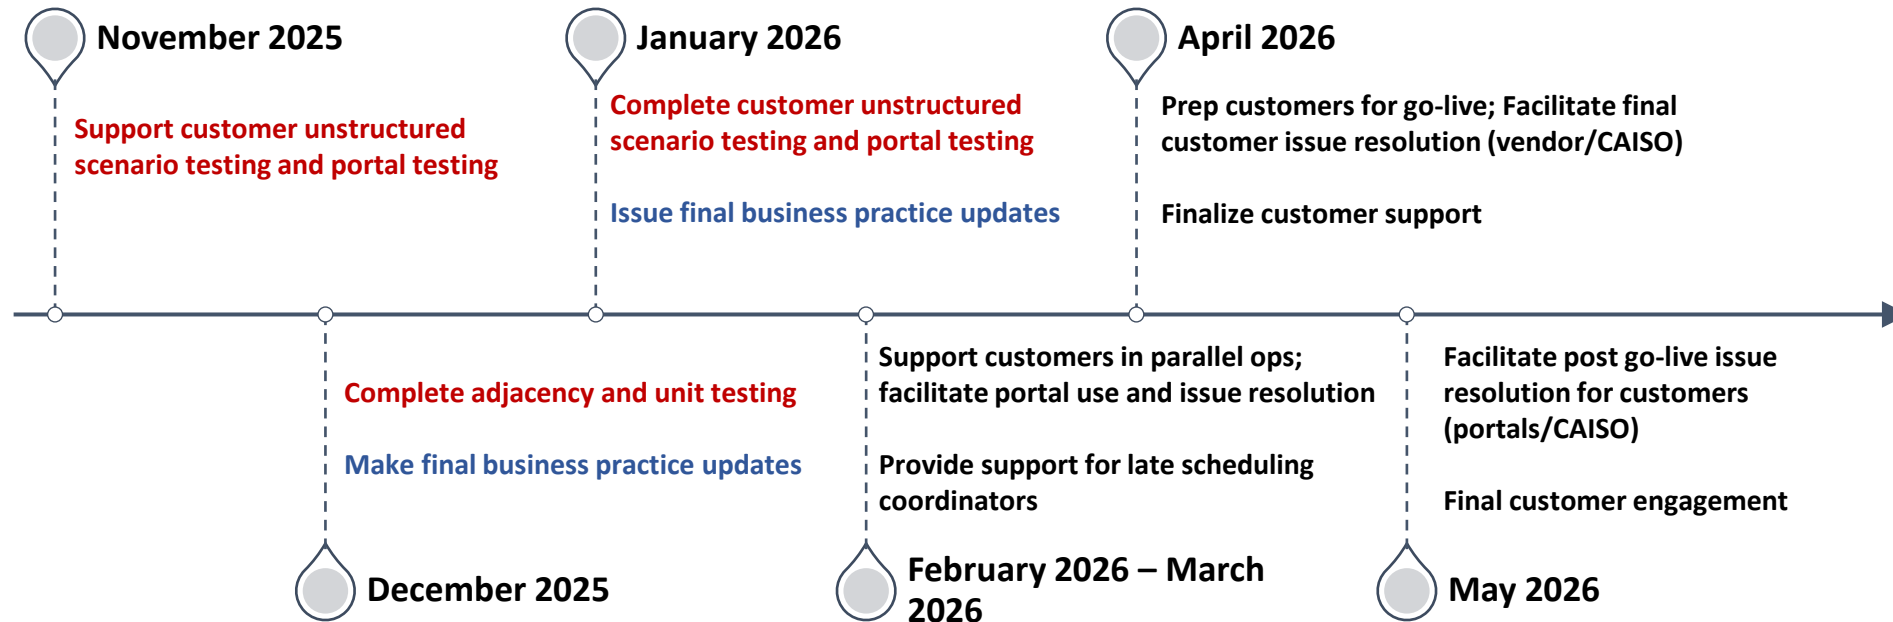 November 2025
Support customer unstructured
scenario testing and portal testing
December 2025
Complete adjacency and unit testing
Make final business practice updates
January 2026
Complete customer unstructured
scenario testing and portal testing
Issue final business practice updates
February 2026 – March
2026
Support customers in parallel ops;
facilitate portal use and issue resolution
Provide support for late scheduling
coordinators
April 2026
Prep customers for go-live; Facilitate final
customer issue resolution (vendor/CAISO)
Finalize customer support
May 2026
Facilitate post go-live issue
resolution for customers
(portals/CAISO)
Final customer engagement